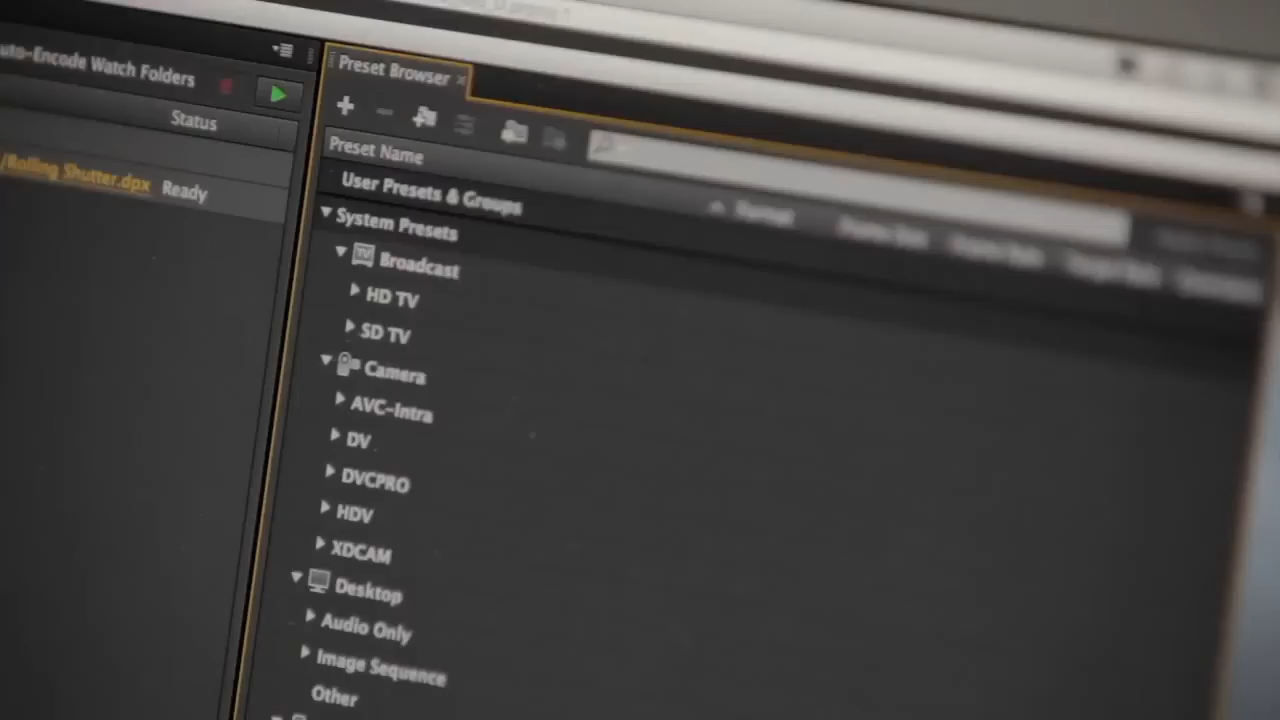 uto-Encode Watch Folders
Status
/Rolling Shutter.dpx Ready
Preset Browser
Preset Name
User Presets & Groups
Format
System Presets
Broadcast
HD TV
SD TV
Camera
AVC-Intra
DV
DVCPRO
HDV
XDCAM
Desktop
Audio Only
Image Sequence
Other